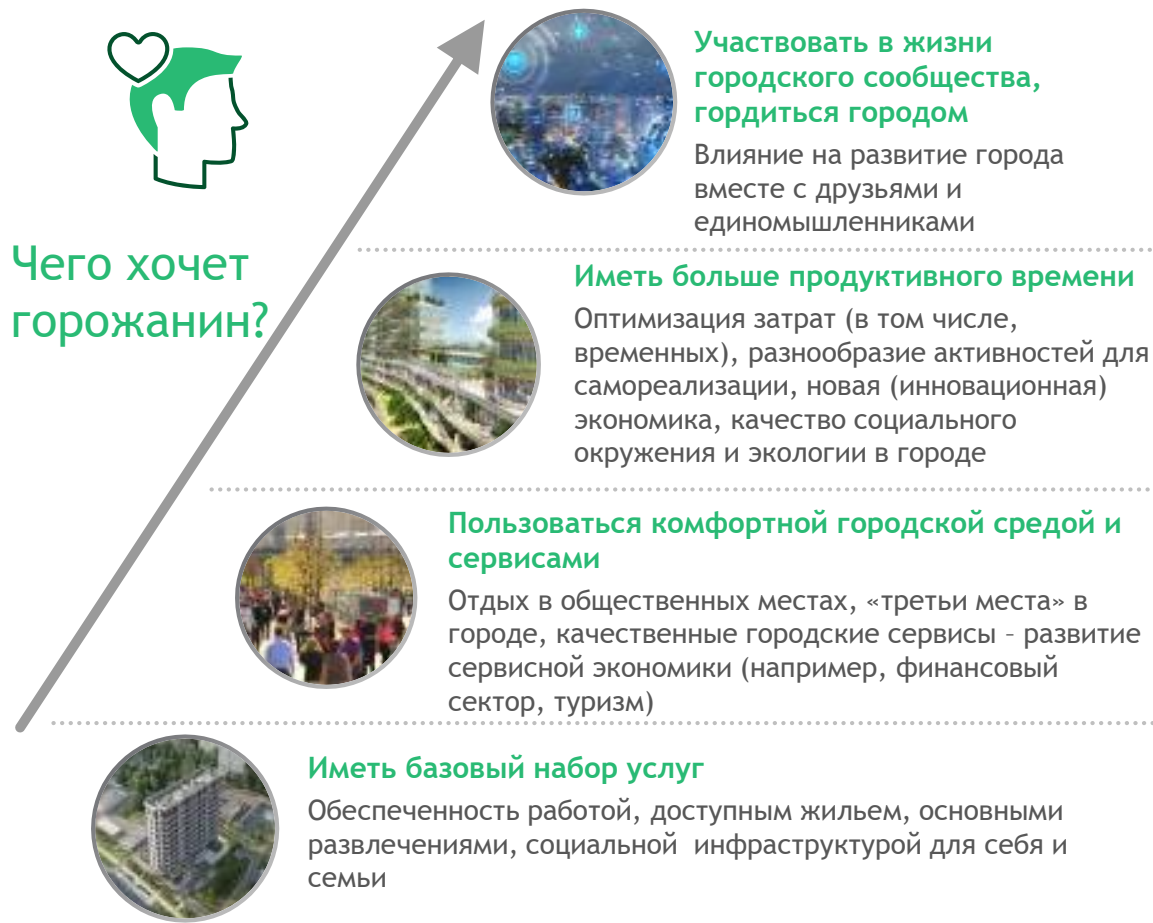 Чего хочет
горожанин?
Участвовать в жизни
городского сообщества,
гордиться городом
Влияние на развитие города
вместе с друзьями и
единомышленниками
Иметь больше продуктивного времени
Оптимизация затрат (в том числе,
временных), разнообразие активностей для
самореализации, новая (инновационная)
экономика, качество социального
окружения и экологии в городе
Пользоваться комфортной городской средой и
сервисами
Отдых в общественных местах, «третьи места» в
городе, качественные городские сервисы – развитие
сервисной экономики (например, финансовый
сектор, туризм)
Иметь базовый набор услуг
Обеспеченность работой, доступным жильем, основными
развлечениями, социальной  инфраструктурой для себя и
семьи